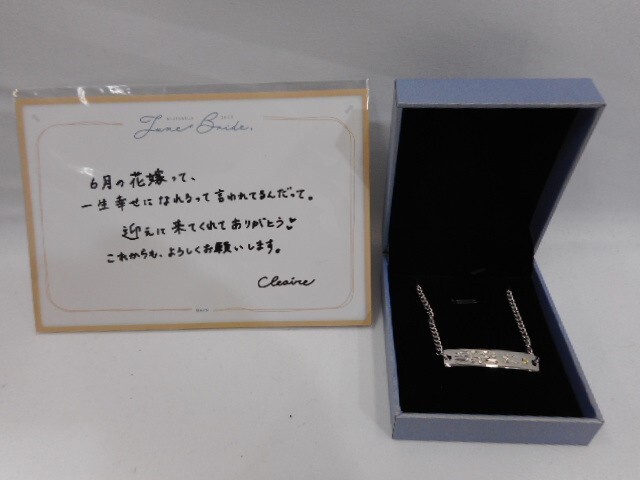 June Bride.
6月の花嫁って、
一生幸せになれるって言われてるんだって。
迎えに来てくれてありがとう♡
これからも、よろしくお願いします。
Cleaire